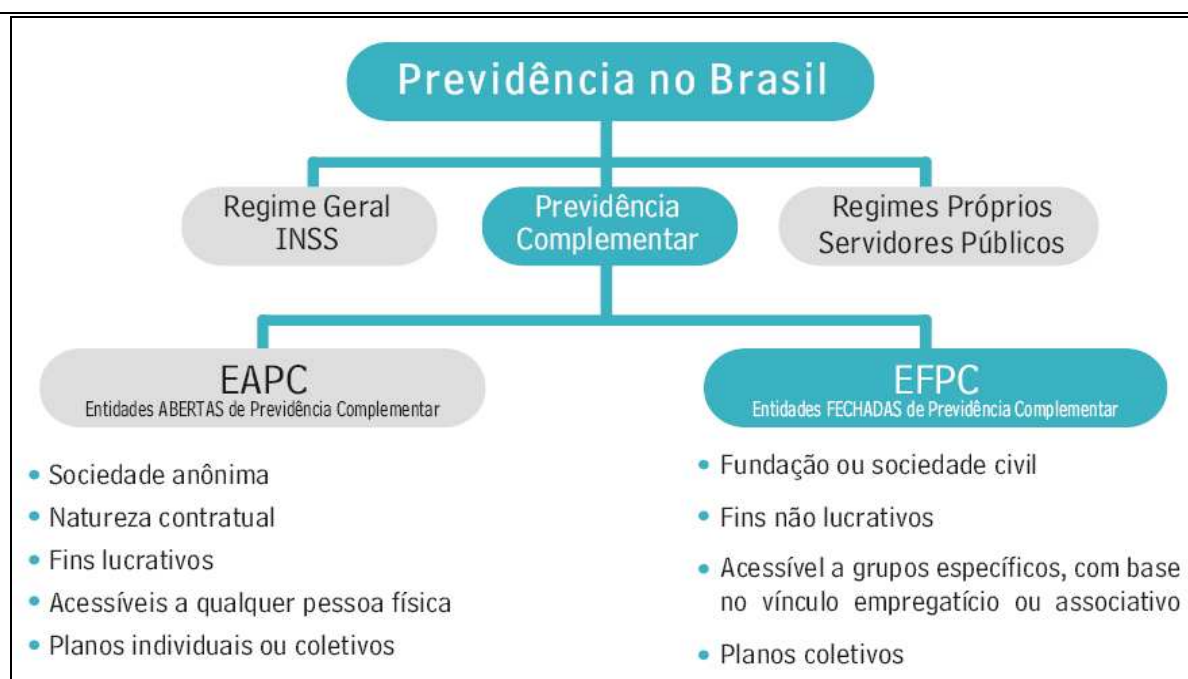 Previdência no Brasil
Regime Geral
INSS
Previdência
Complementar
Regimes Próprios
Servidores Públicos
EAPC
Entidades ABERTAS de Previdência Complementar
• Sociedade anônima
• Natureza contratual
• Fins lucrativos
• Acessíveis a qualquer pessoa física
• Planos individuais ou coletivos
EFPC
Entidades FECHADAS de Previdência Complementar
• Fundação ou sociedade civil
• Fins não lucrativos
• Acessível a grupos específicos, com base
no vínculo empregatício ou associativo
• Planos coletivos